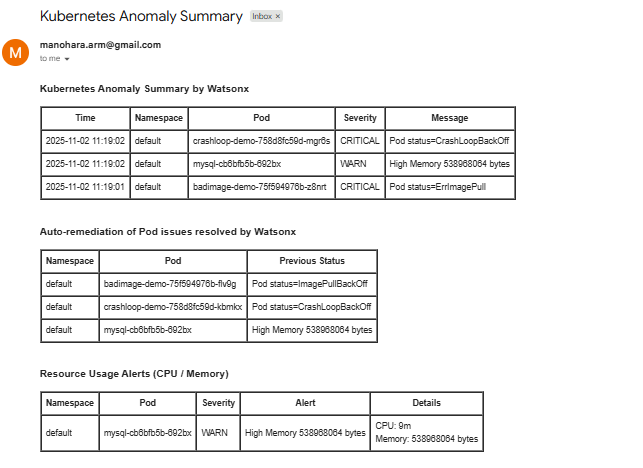 Kubernetes Anomaly Summary Inbox ×
M
manohara.arm@gmail.com
to me
Kubernetes Anomaly Summary by Watsonx
Time Namespace Pod Severity Message
2025-11-02 11:19:02 default crashloop-demo-758d8fc59d-mgr6s CRITICAL Pod status=CrashLoopBackOff
2025-11-02 11:19:02 default mysql-cb6bfb5b-692bx WARN High Memory 538968064 bytes
2025-11-02 11:19:01 default badimage-demo-75f594976b-z8nrt CRITICAL Pod status=ErrImagePull
Auto-remediation of Pod issues resolved by Watsonx
Namespace Pod Previous Status
default badimage-demo-75f594976b-flv9g Pod status=ImagePullBackOff
default crashloop-demo-758d8fc59d-kbmkx Pod status=CrashLoopBackOff
default mysql-cb6bfb5b-692bx High Memory 538968064 bytes
Resource Usage Alerts (CPU / Memory)
Namespace Pod Severity Alert Details
default mysql-cb6bfb5b-692bx WARN High Memory 538968064 bytes CPU: 9m
Memory: 538968064 bytes